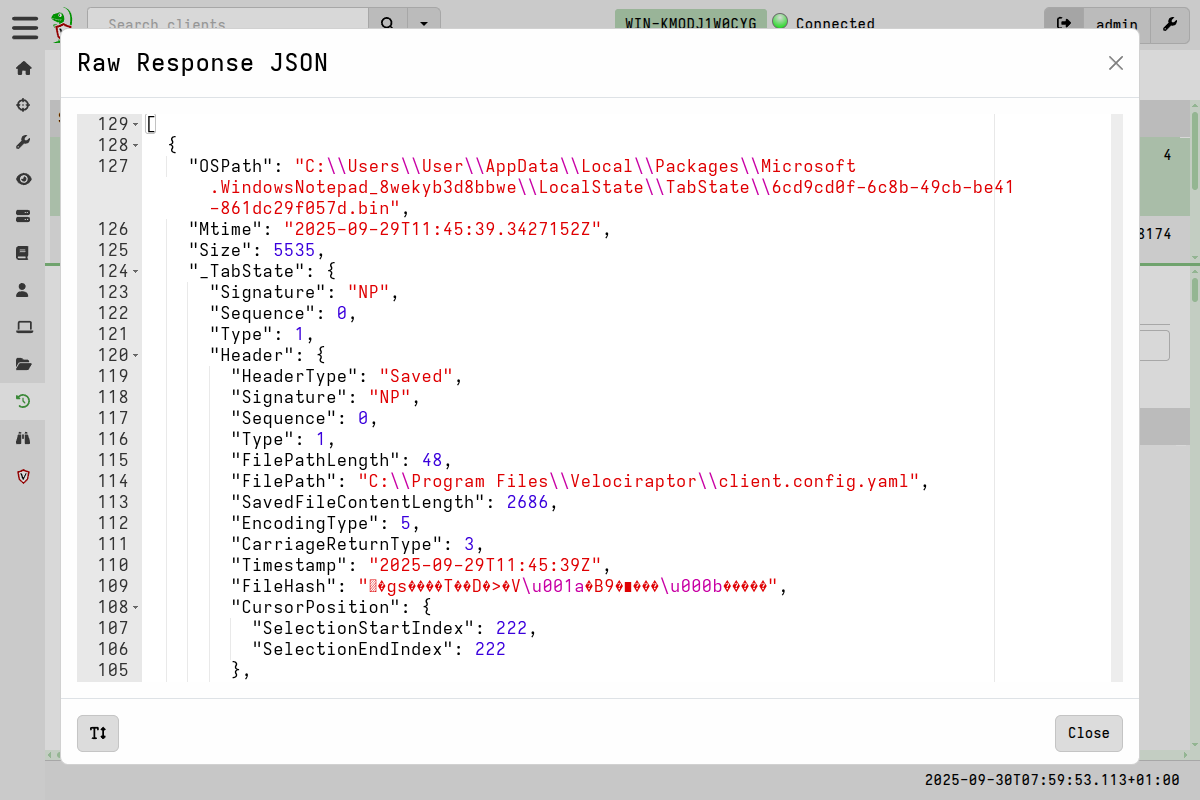 Search clients
WIN-KMODJ1W0CYG
Connected
admin
Raw Response JSON
129 [
128 {
127 "OSPath": "C:\\Users\\User\\AppData\\Local\\Packages\\Microsoft
.WindowsNotepad_8wekyb3d8bbwe\\LocalState\\TabState\\6cd9cd0f-6c8b-49cb-be41
-861dc29f057d.bin",
126 "Mtime": "2025-09-29T11:45:39.3427152Z",
125 "Size": 5535,
124 "_TabState": {
123 "Signature": "NP",
122 "Sequence": 0,
121 "Type": 1,
120 "Header": {
119 "HeaderType": "Saved",
118 "Signature": "NP",
117 "Sequence": 0,
116 "Type": 1,
115 "FilePathLength": 48,
114 "FilePath": "C:\\Program Files\\Velociraptor\\client.config.yaml",
113 "SavedFileContentLength": 2686,
112 "EncodingType": 5,
111 "CarriageReturnType": 3,
110 "Timestamp": "2025-09-29T11:45:39Z",
109 "FileHash": "�gs����T��D�>�V\u001a�B9�■���\u000b�����",
108 "CursorPosition": {
107 "SelectionStartIndex": 222,
106 "SelectionEndIndex": 222
105 },
4
8174
Close
2025-09-30T07:59:53.113+01:00